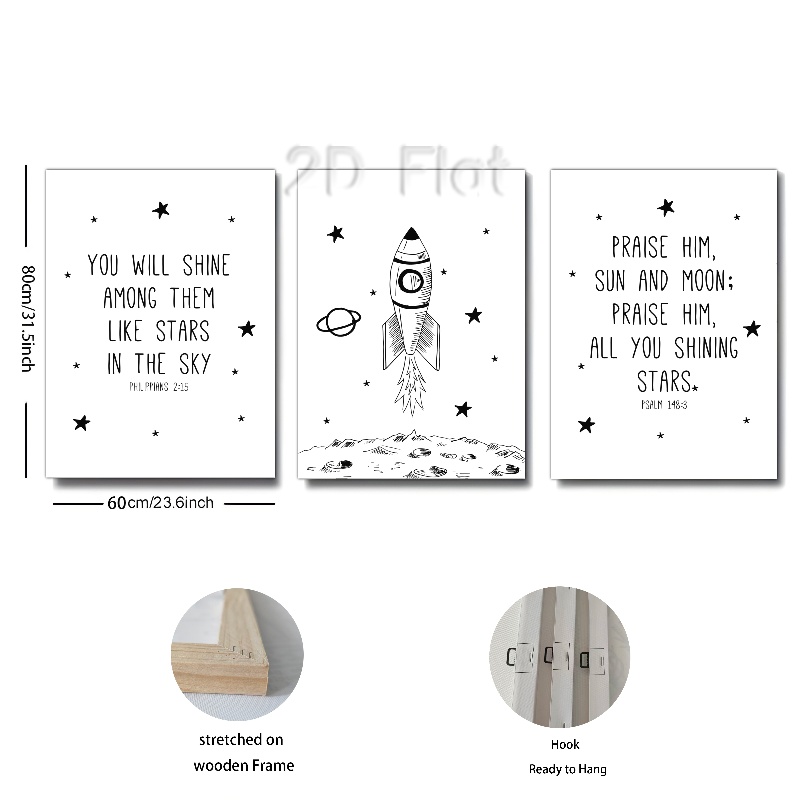 2D Flat
80cm/31.5inch
YOU WILL SHINE
AMONG THEM
LIKE STARS
IN THE SKY
PHILIPPIANS 2:15
PRAISE HIM,
SUN AND MOON;
PRAISE HIM,
ALL YOU SHINING
STARS.
PSALM 148:3
60cm/23.6inch
stretched on
wooden Frame
Hook
Ready to Hang